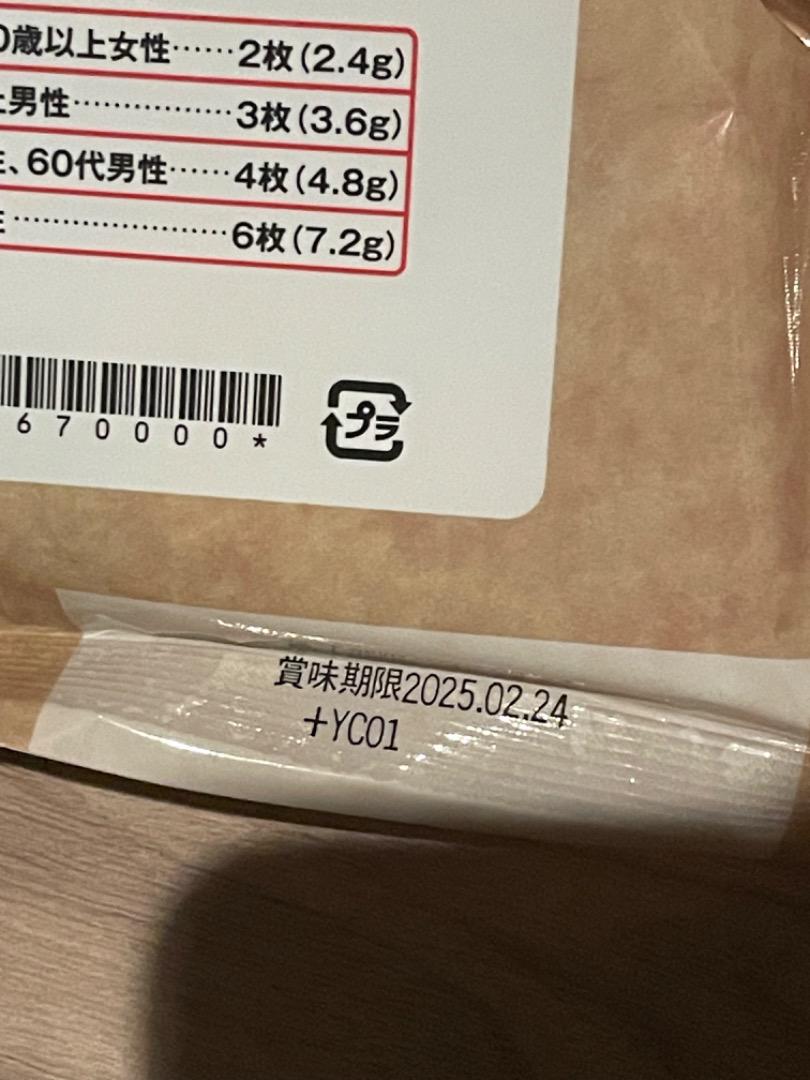 0歳以上女性……2枚(2.4g)
上男性……………3枚(3.6g)
、60代男性……4枚(4.8g)
……………………6枚(7.2g)
670000*
プラ
賞味期限2025.02.24
+YC01